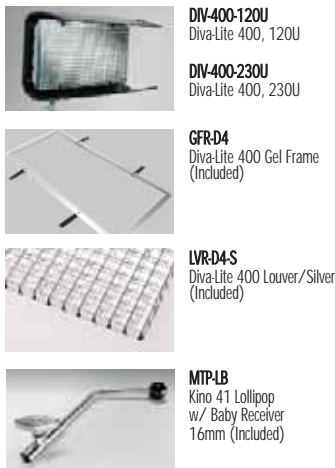 DIV-400-120U
Diva-Lite 400, 120U
DIV-400-230U
Diva-Lite 400, 230U
GFR-D4
Diva-Lite 400 Gel Frame
(Included)
LVR-D4-S
Diva-Lite 400 Louver/Silver
(Included)
MTP-LB
Kino 41 Lollipop
w/ Baby Receiver
16mm (Included)